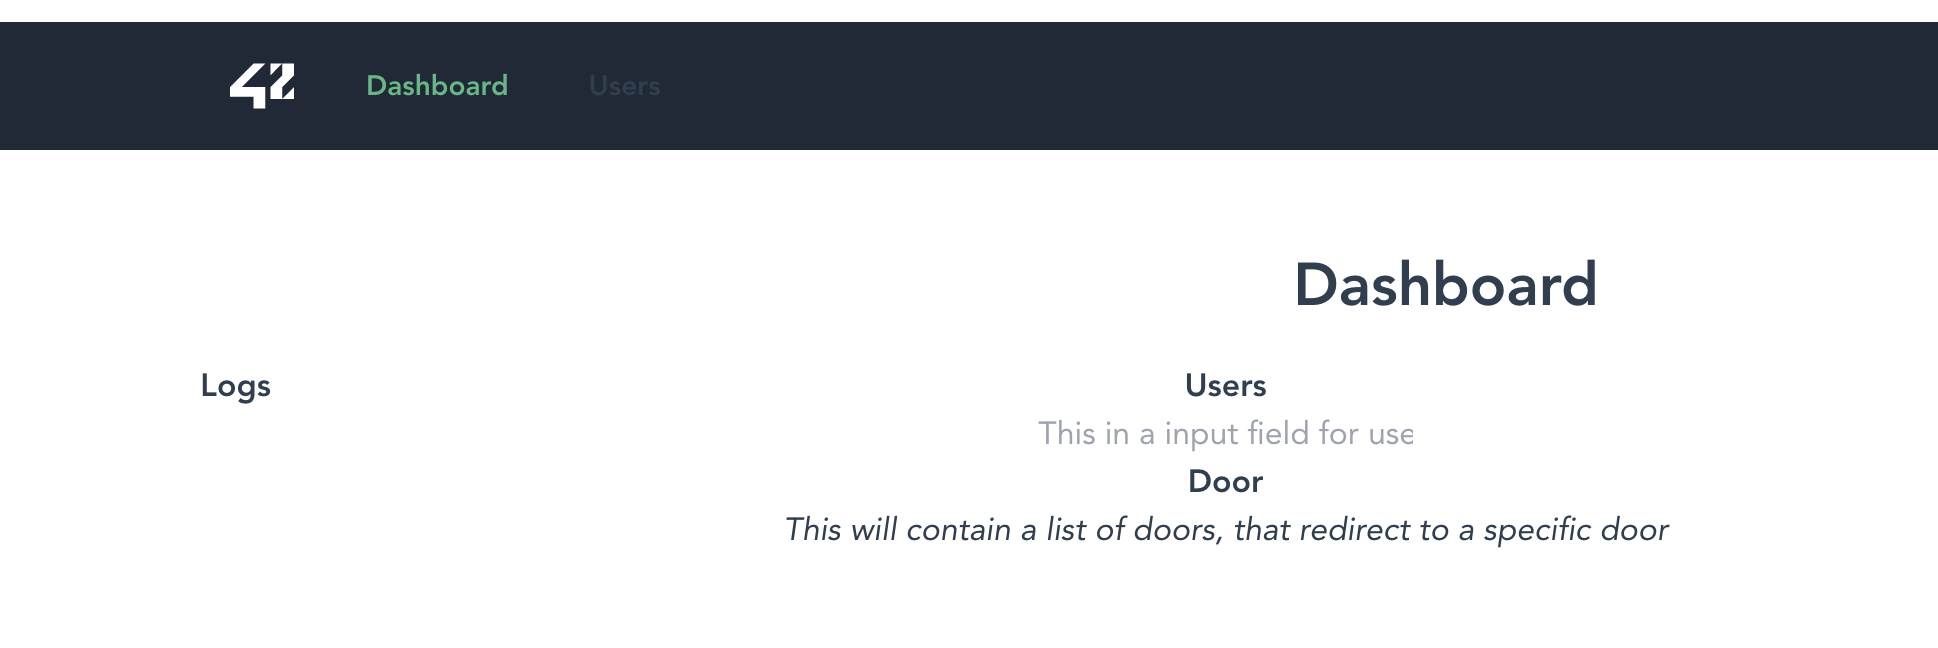 42 Dashboard Users
Dashboard
Logs
Users
This in a input field for use
Door
This will contain a list of doors, that redirect to a specific door